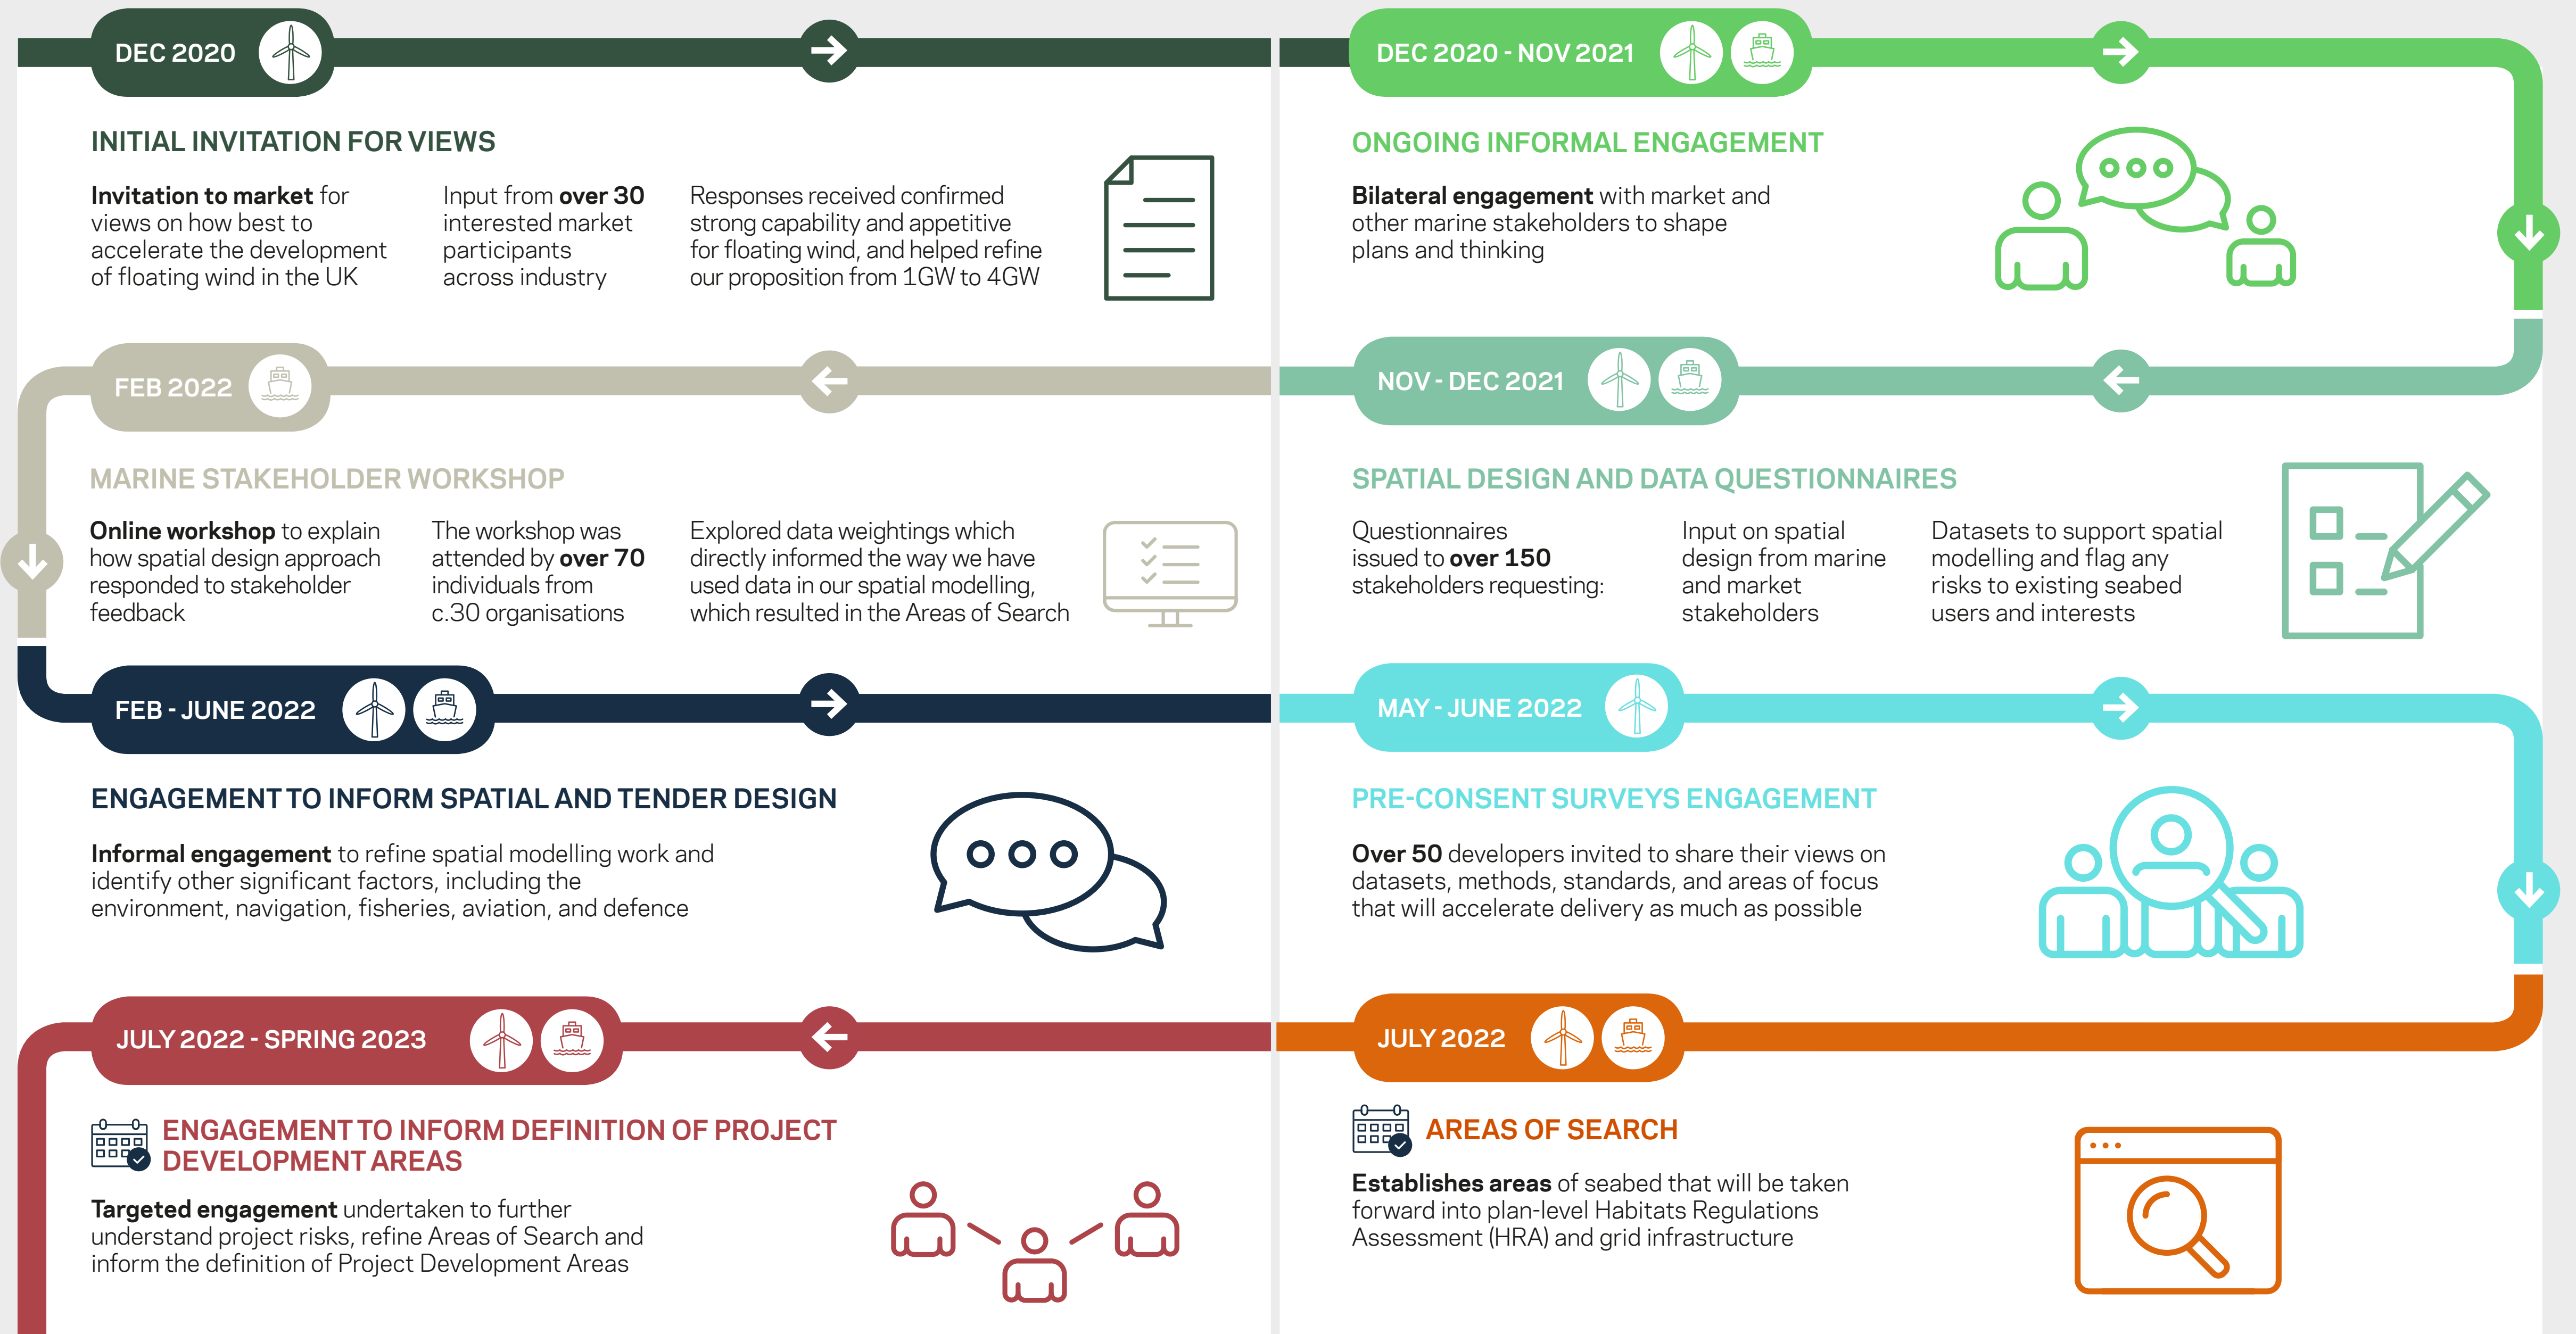 DEC 2020
INITIAL INVITATION FOR VIEWS
Invitation to market for
views on how best to
accelerate the development
of floating wind in the UK
Input from over 30
interested market
participants
across industry
Responses received confirmed
strong capability and appetitive
for floating wind, and helped refine
our proposition from 1GW to 4GW
DEC 2020 - NOV 2021
ONGOING INFORMAL ENGAGEMENT
Bilateral engagement with market and
other marine stakeholders to shape
plans and thinking
NOV - DEC 2021
SPATIAL DESIGN AND DATA QUESTIONNAIRES
Questionnaires
issued to over 150
stakeholders requesting:
Input on spatial
design from marine
and market
stakeholders
Datasets to support spatial
modelling and flag any
risks to existing seabed
users and interests
FEB 2022
MARINE STAKEHOLDER WORKSHOP
Online workshop to explain
how spatial design approach
responded to stakeholder
feedback
The workshop was
attended by over 70
individuals from
c.30 organisations
Explored data weightings which
directly informed the way we have
used data in our spatial modelling,
which resulted in the Areas of Search
FEB - JUNE 2022
ENGAGEMENT TO INFORM SPATIAL AND TENDER DESIGN
Informal engagement to refine spatial modelling work and
identify other significant factors, including the
environment, navigation, fisheries, aviation, and defence
MAY - JUNE 2022
PRE-CONSENT SURVEYS ENGAGEMENT
Over 50 developers invited to share their views on
datasets, methods, standards, and areas of focus
that will accelerate delivery as much as possible
JULY 2022
AREAS OF SEARCH
Establishes areas of seabed that will be taken
forward into plan-level Habitats Regulations
Assessment (HRA) and grid infrastructure
JULY 2022 - SPRING 2023
ENGAGEMENT TO INFORM DEFINITION OF PROJECT
DEVELOPMENT AREAS
Targeted engagement undertaken to further
understand project risks, refine Areas of Search and
inform the definition of Project Development Areas